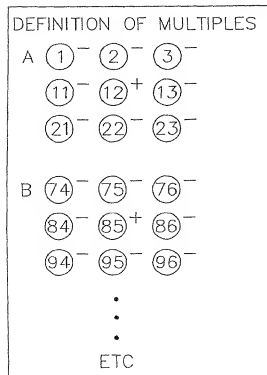 DEFINITION OF MULTIPLES
A 1 − 2 − 3 −
11 − 12 + 13 −
21 − 22 − 23 −
B 74 − 75 − 76 −
84 − 85 + 86 −
94 − 95 − 96 −
ETC